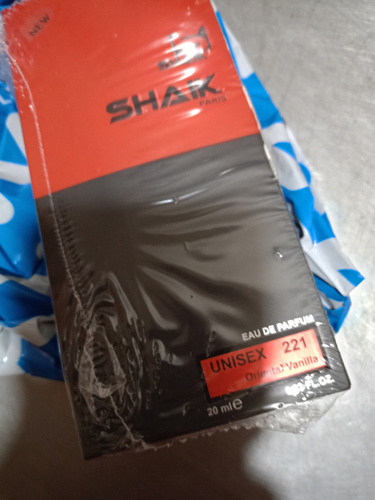 NEW
SHAIK
PARIS
EAU DE PARFUM
UNISEX 221
Oriental Vanilla
20 ml e